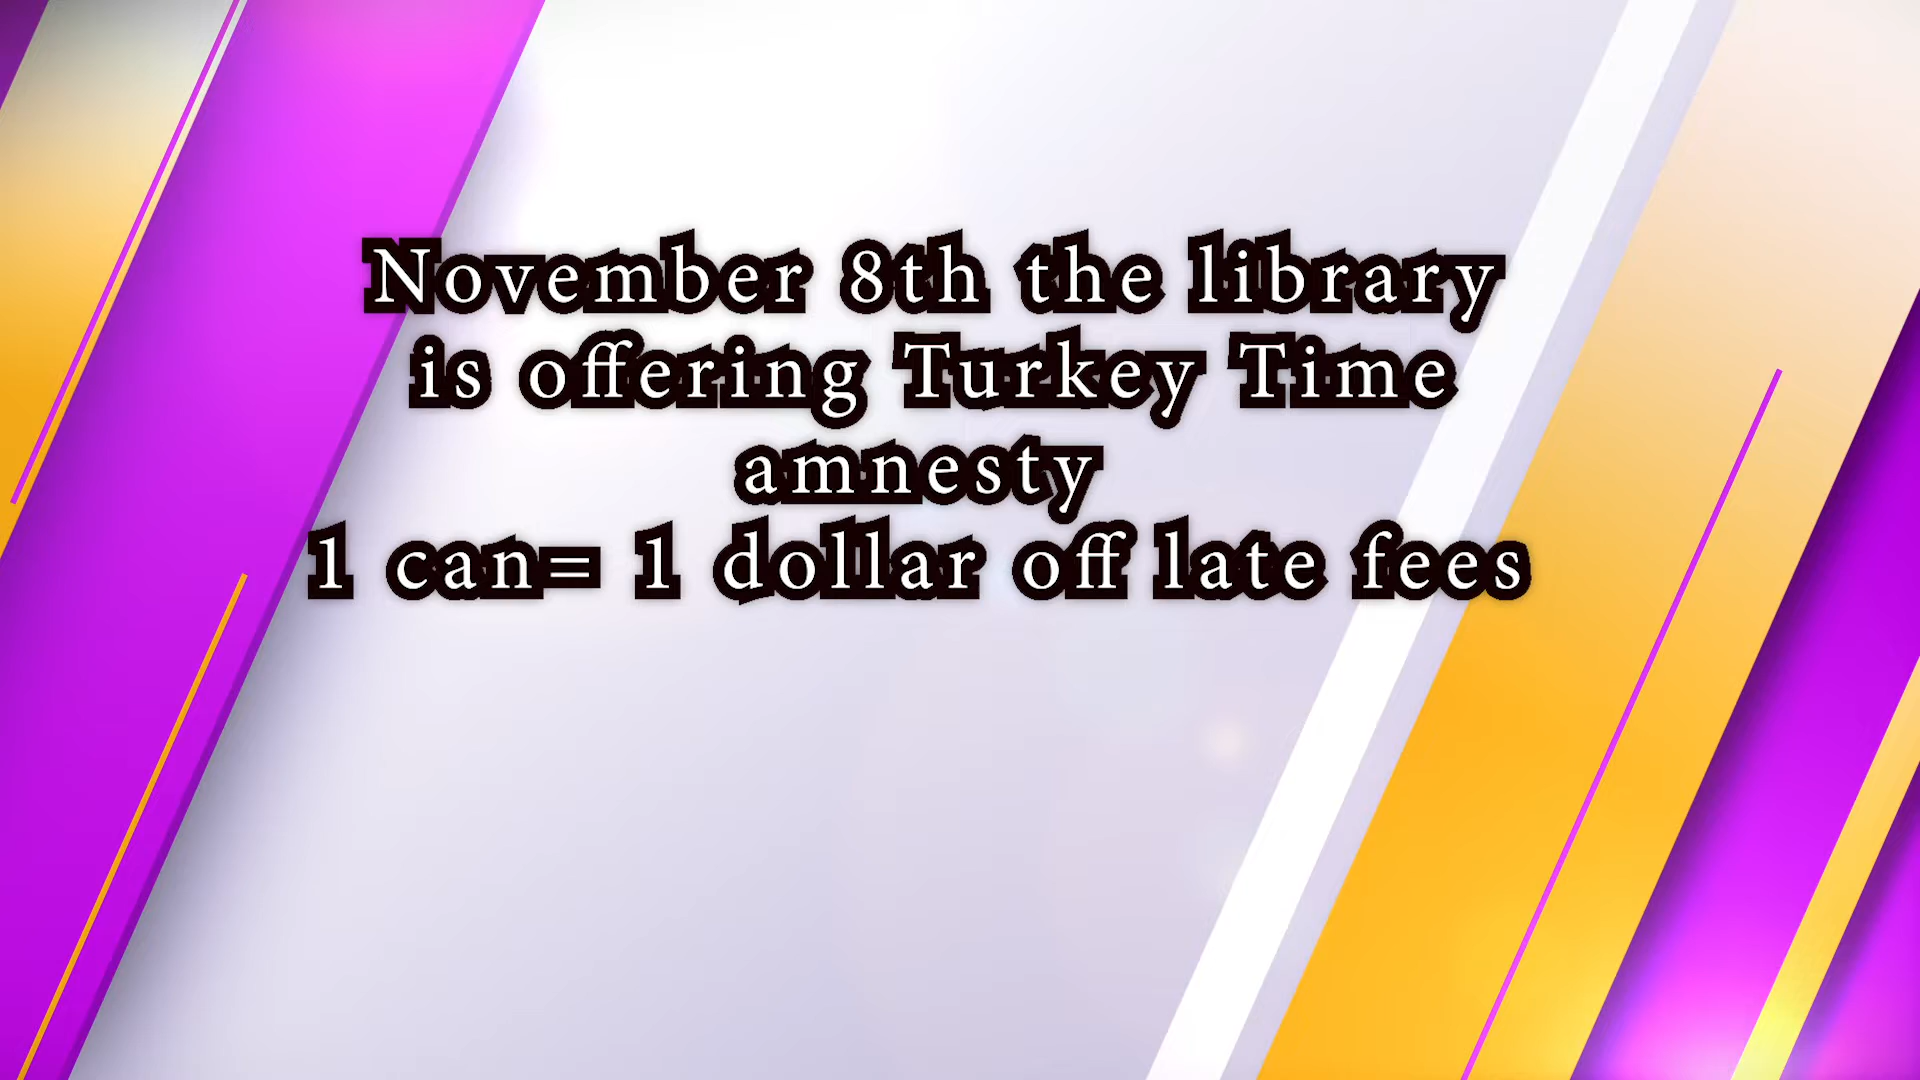 November 8th the library
is offering Turkey Time
amnesty
1 can= 1 dollar off late fees